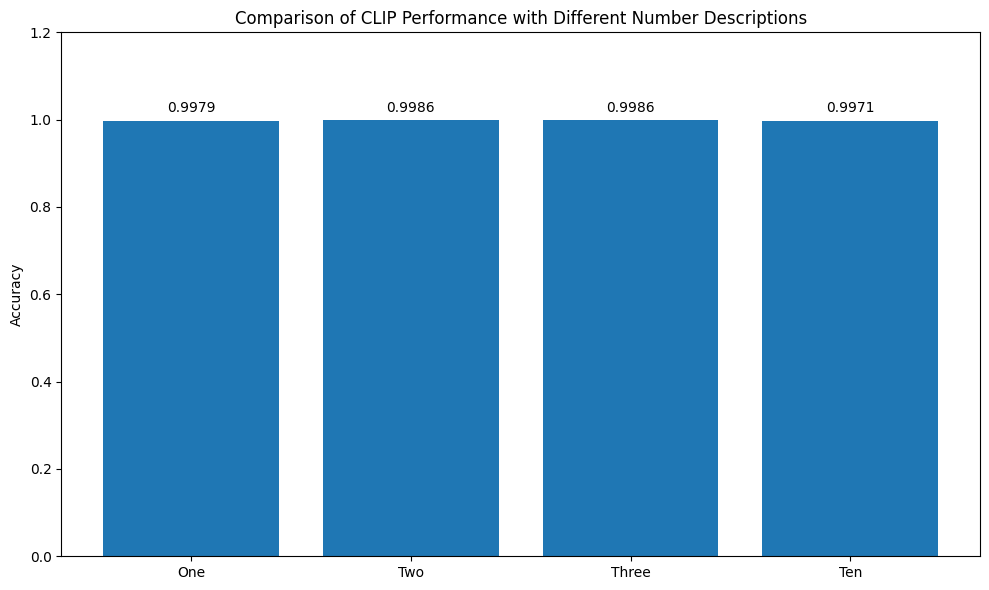 Comparison of CLIP Performance with Different Number Descriptions
1.2
1.0
0.8
0.6
0.4
0.2
0.0
Accuracy
0.9979 0.9986 0.9986 0.9971
One Two Three Ten